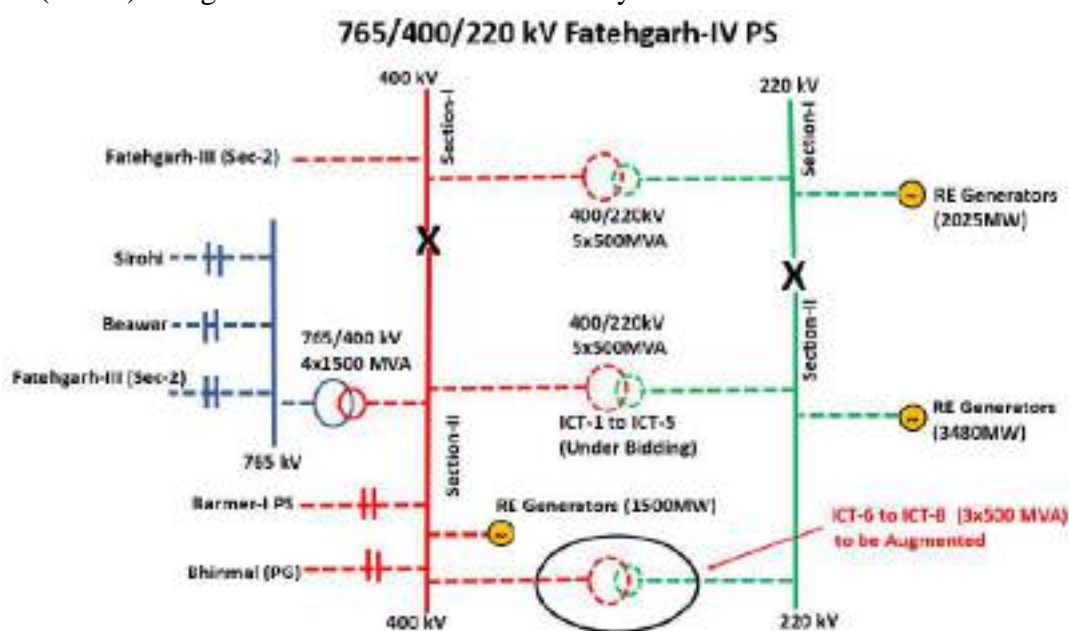 765/400/220 kV Fatehgarh-IV PS
400 kV
220 kV
Section-I
Section-I
Fatehgarh-III (Sec-2)
400/220kV
5x500MVA
RE Generators
(2025MW)
X
X
Sirohi
Beawar
Fatehgarh-III (Sec-2)
765/400 kV
4x1500 MVA
400/220kV
5x500MVA
Section-II
ICT-1 to ICT-5
(Under Bidding)
RE Generators
(3480MW)
765 kV
Section-II
Barmer-I PS
RE Generators (1500MW)
ICT-6 to ICT-8 (3x500 MVA)
to be Augmented
Bhinmal (PG)
400 kV
220 kV